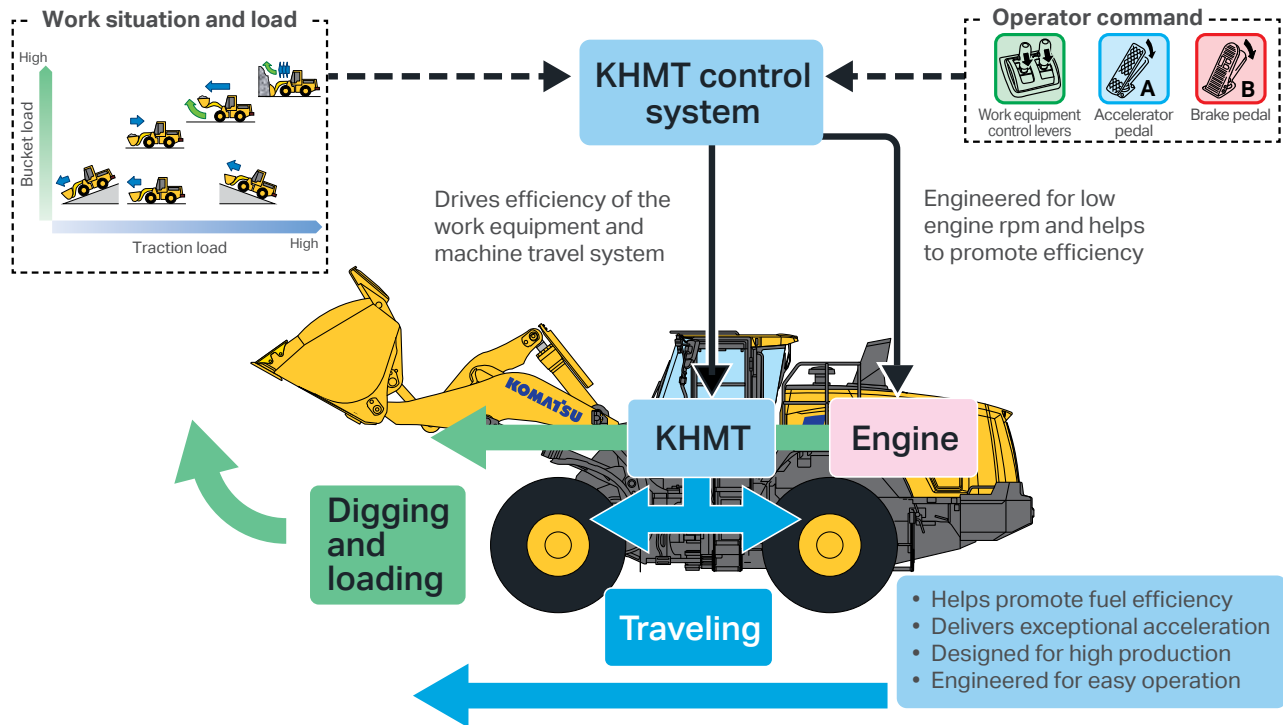 Work situation and load
High
Bucket load
Traction load
High
KHMT control
system
Operator command
A
B
Work equipment
control levers
Accelerator
pedal
Brake pedal
Drives efficiency of the
work equipment and
machine travel system
Engineered for low
engine rpm and helps
to promote efficiency
KOMATSU
KHMT
Engine
Digging
and
loading
Traveling
• Helps promote fuel efficiency
• Delivers exceptional acceleration
• Designed for high production
• Engineered for easy operation